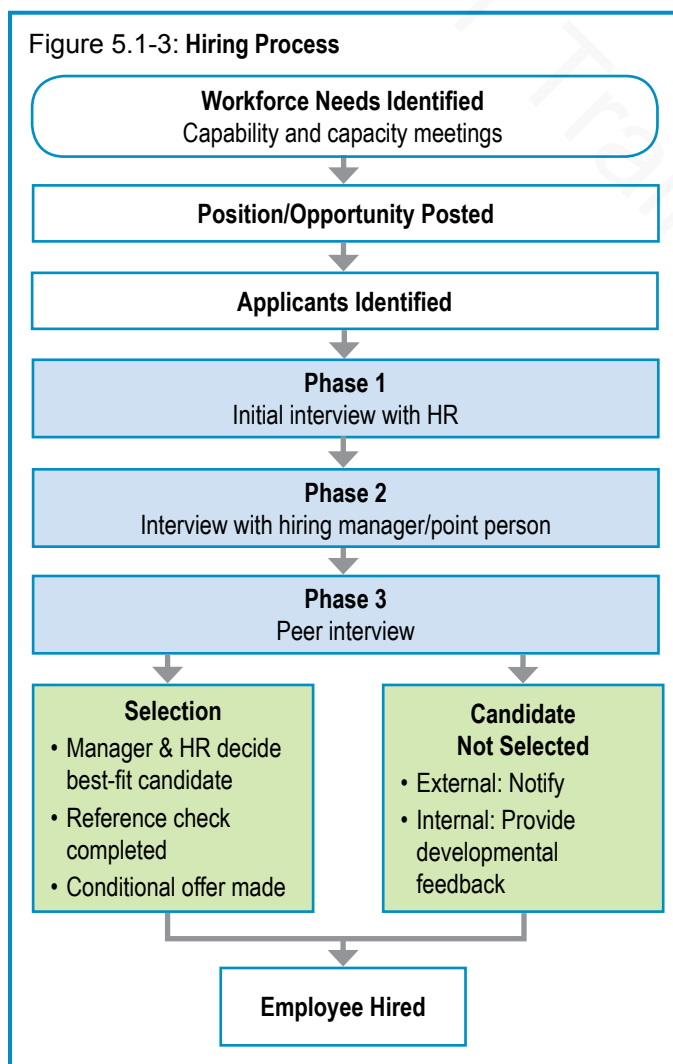 Figure 5.1-3: Hiring Process
Workforce Needs Identified
Capability and capacity meetings
Position/Opportunity Posted
Applicants Identified
Phase 1
Initial interview with HR
Phase 2
Interview with hiring manager/point person
Phase 3
Peer interview
Selection
• Manager & HR decide
best-fit candidate
• Reference check
completed
• Conditional offer made
Candidate
Not Selected
• External: Notify
• Internal: Provide
developmental
feedback
Employee Hired